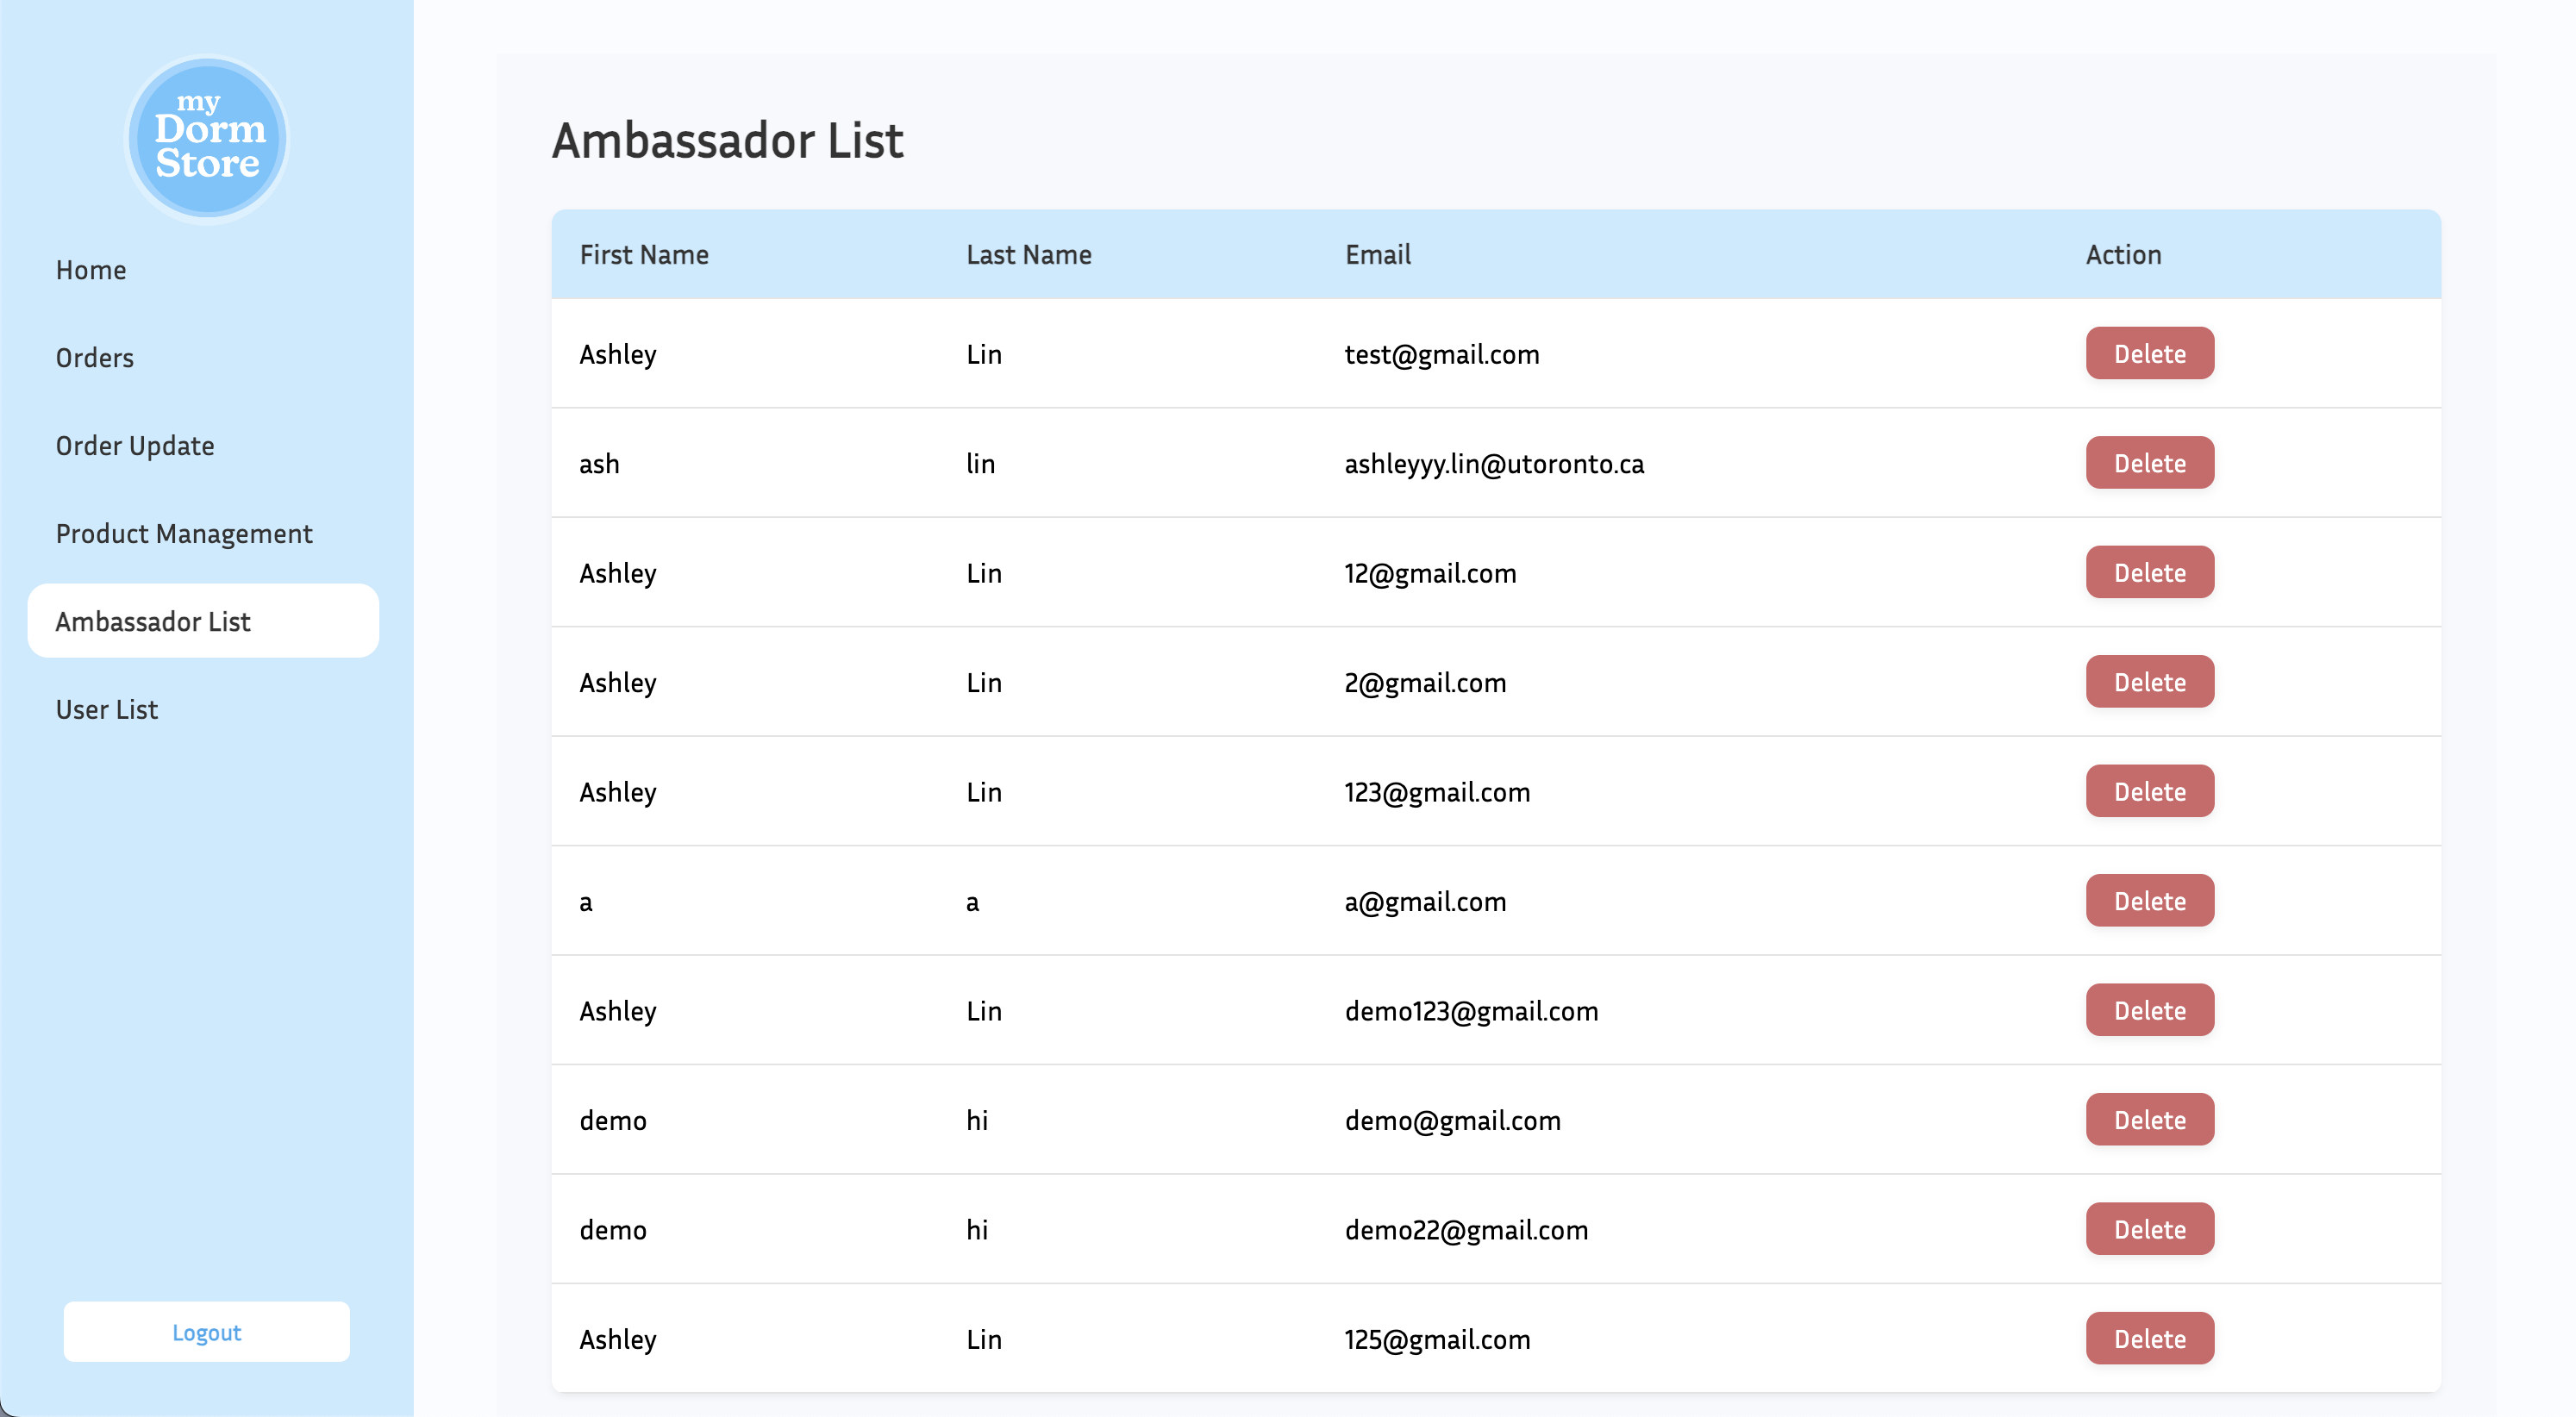 my
Dorm
Store
Home
Orders
Order Update
Product Management
Ambassador List
User List
Logout
Ambassador List
First Name Last Name Email Action
Ashley Lin test@gmail.com Delete
ash lin ashleyyy.lin@utoronto.ca Delete
Ashley Lin 12@gmail.com Delete
Ashley Lin 2@gmail.com Delete
Ashley Lin 123@gmail.com Delete
a a a@gmail.com Delete
Ashley Lin demo123@gmail.com Delete
demo hi demo@gmail.com Delete
demo hi demo22@gmail.com Delete
Ashley Lin 125@gmail.com Delete